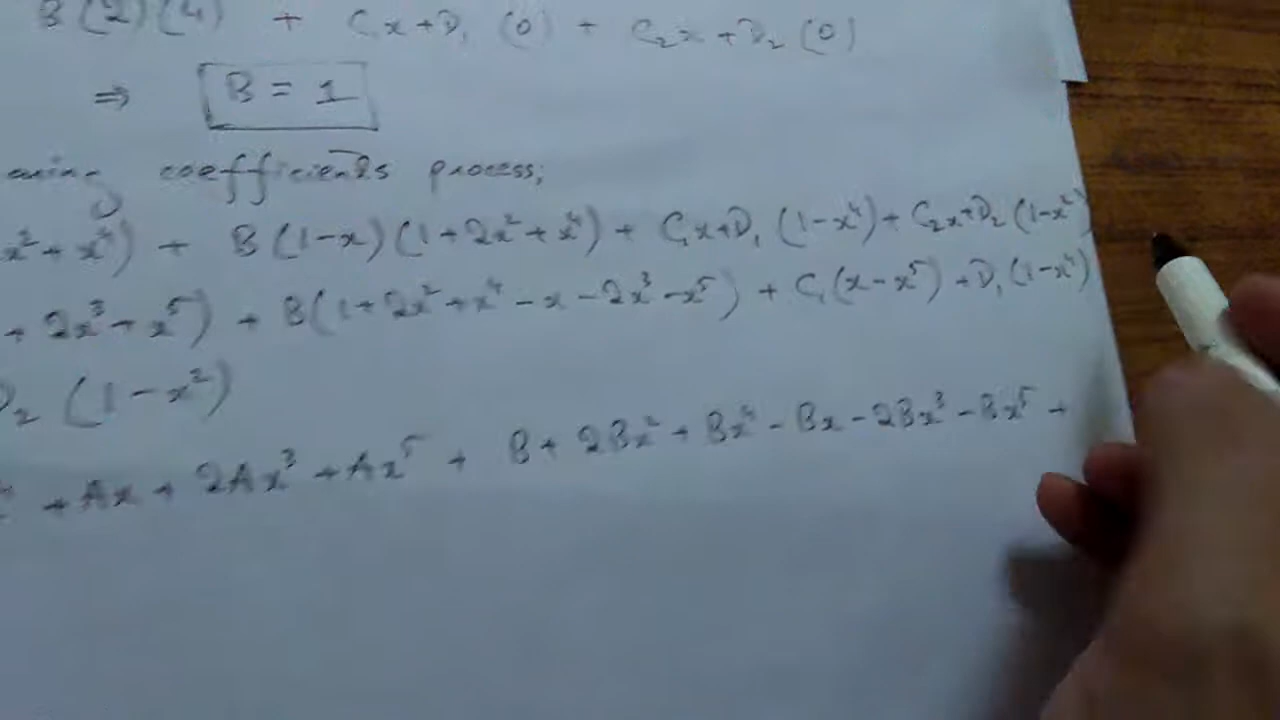 B(2)(4) + C₁x+D₁ (0) + C₂x+D₂ (0)
⇒ B = 1
aring coefficients process;
x²+x⁴) + B(1-x)(1+2x²+x⁴) + C₁x+D₁ (1-x⁴) + C₂x+D₂ (1-x²)
+ 2x³+x⁵) + B(1+2x²+x⁴-x-2x³-x⁵) + C₁(x-x⁵) + D₁(1-x⁴)
D₂ (1-x²)
+Ax + 2Ax³ + Ax⁵ + B + 2Bx² + Bx⁴ - Bx - 2Bx³ - Bx⁵ +